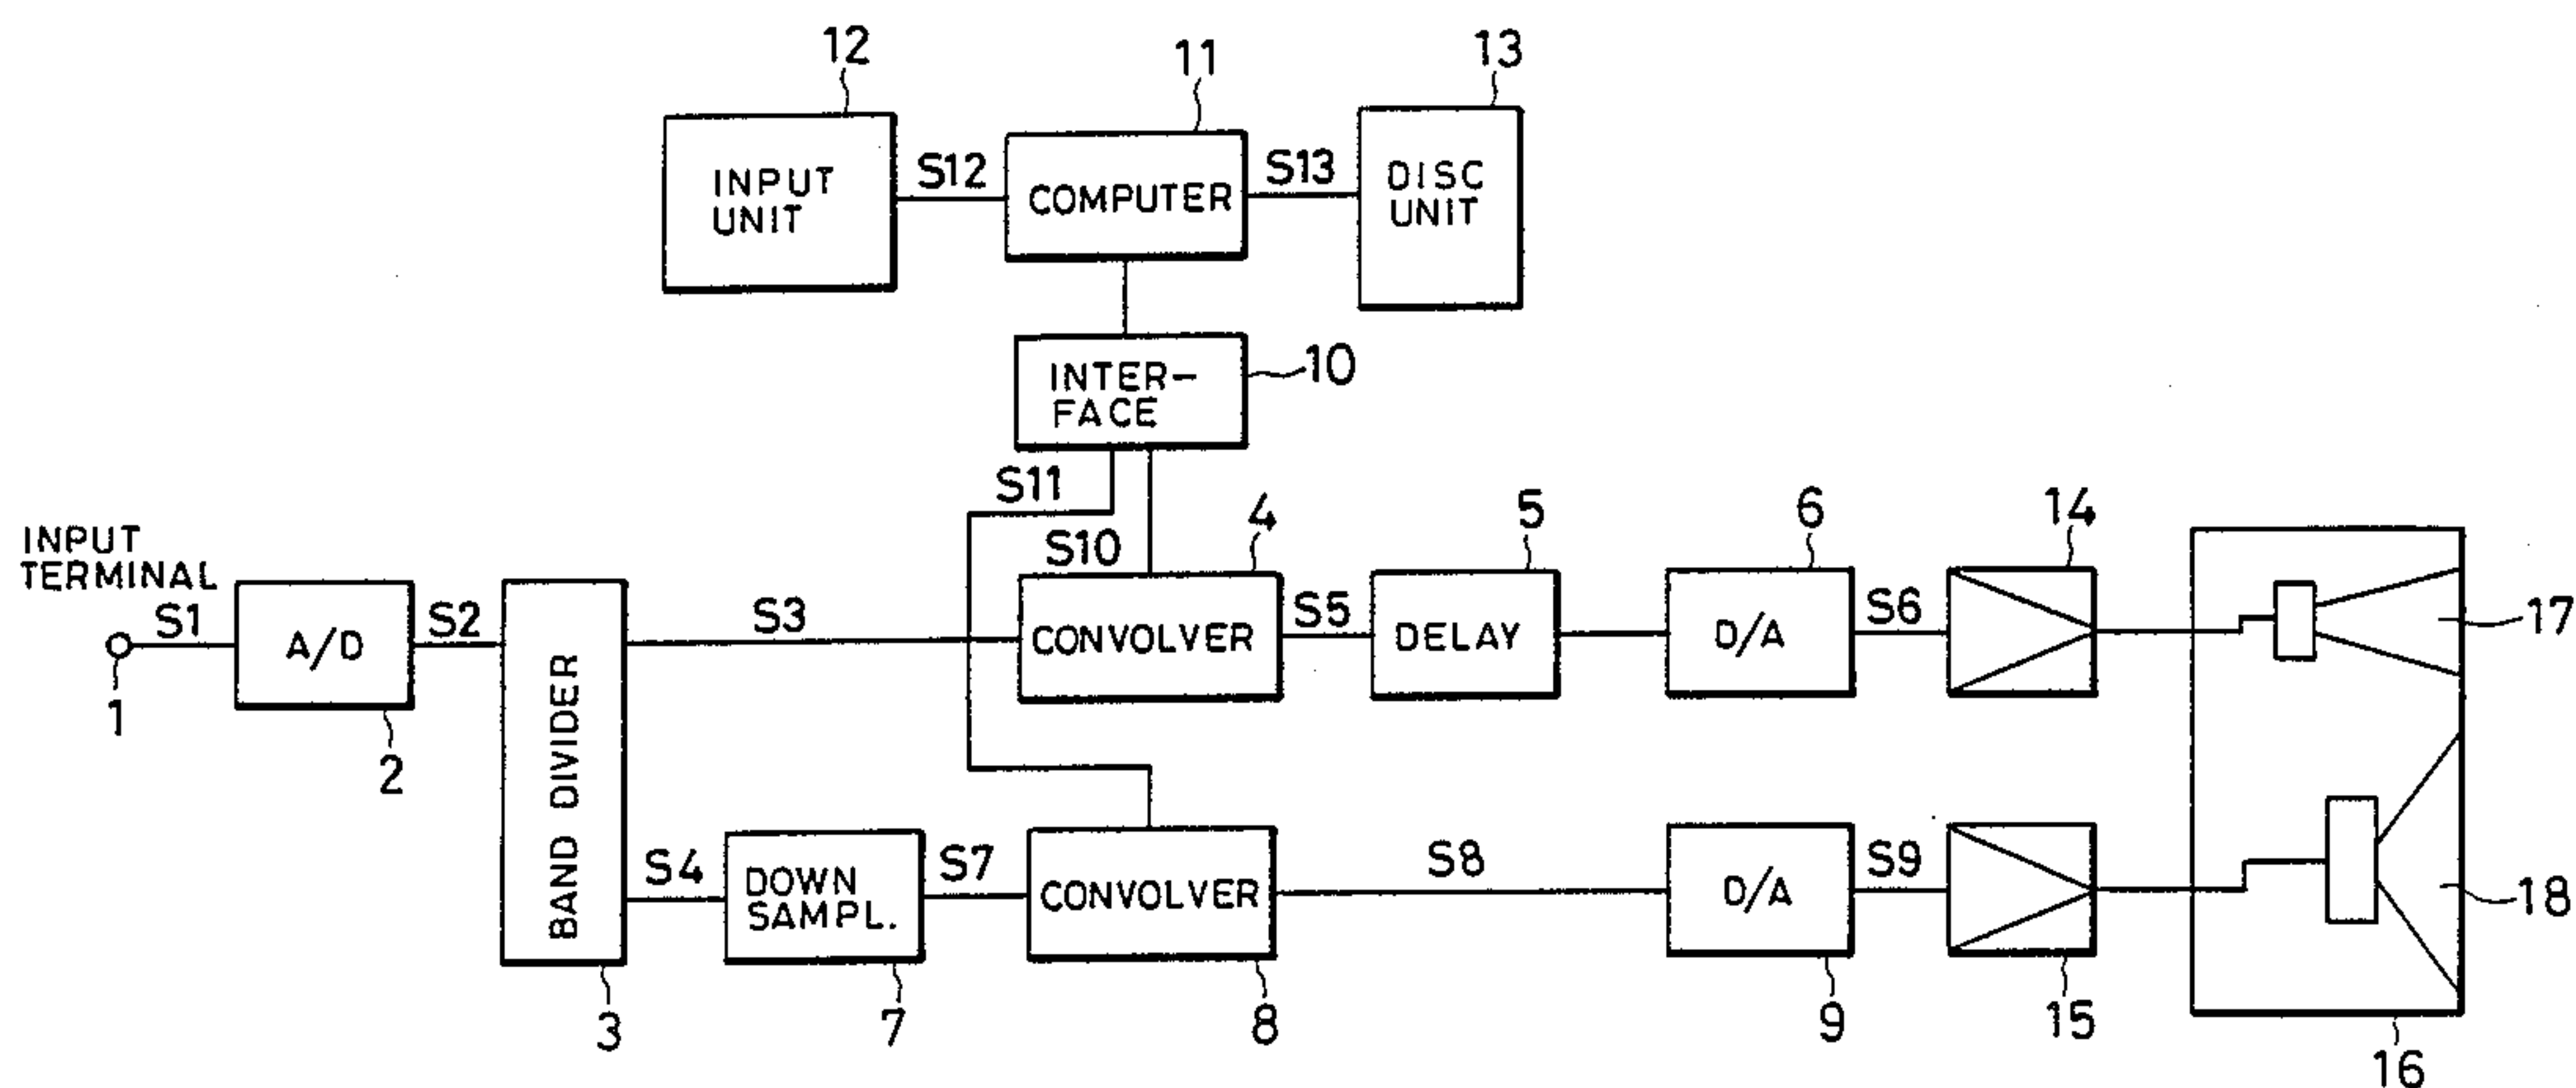 12
11
13
INPUT
UNIT
S12
COMPUTER
S13
DISC
UNIT
INTER-
FACE
10
S11
S10
INPUT
TERMINAL
S1
1
A/D
2
S2
BAND DIVIDER
3
S3
4
CONVOLVER
S5
5
DELAY
6
D/A
S6
14
17
S4
DOWN
SAMPL.
7
S7
CONVOLVER
8
S8
D/A
9
S9
15
18
16